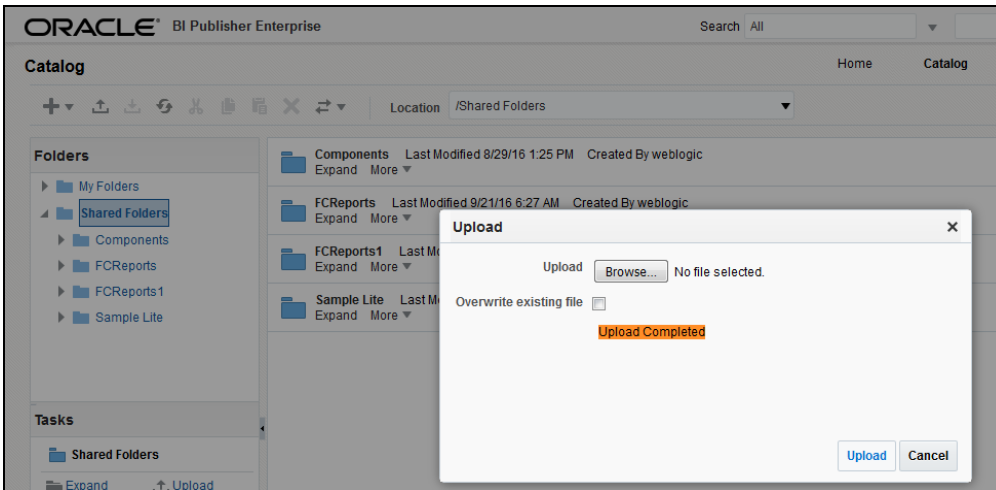 ORACLE® BI Publisher Enterprise Search All
Catalog Home Catalog
Location /Shared Folders
Folders
My Folders
Shared Folders
Components
FCReports
FCReports1
Sample Lite
Components Last Modified 8/29/16 1:25 PM Created By weblogic
Expand More
FCReports Last Modified 9/21/16 6:27 AM Created By weblogic
Expand More
FCReports1 Last Mo
Expand More
Sample Lite Last Mo
Expand More
Upload
Upload Browse... No file selected.
Overwrite existing file
Upload Completed
Upload Cancel
Tasks
Shared Folders
Expand Upload